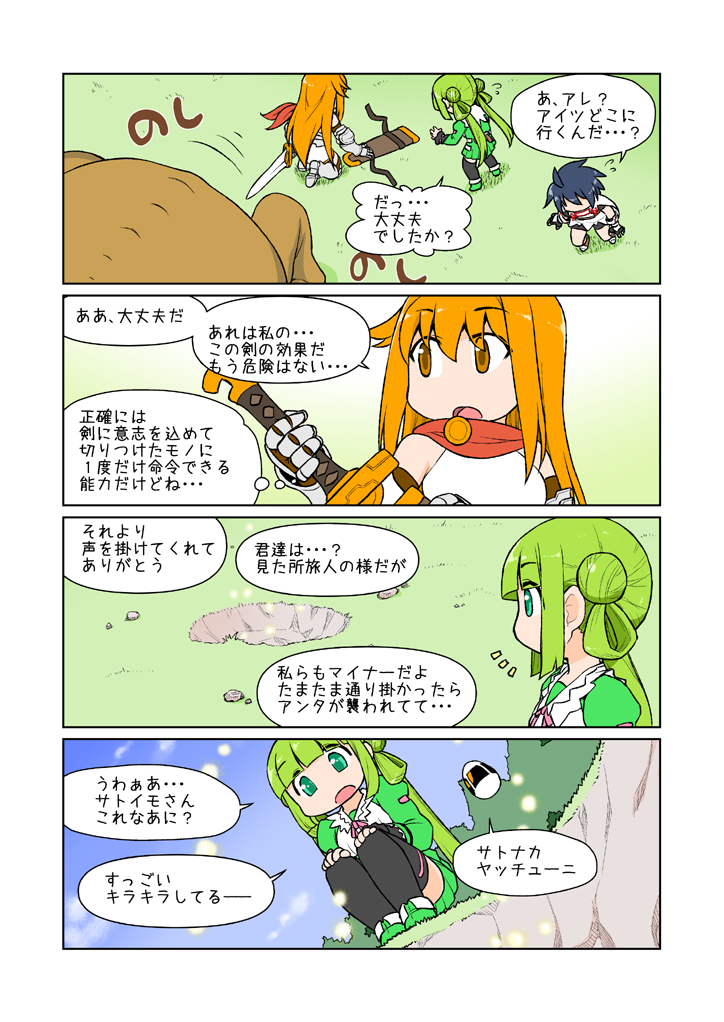 あ、アレ?
アイツどこに
行くんだ・・・?
のし
だっ・・・
大丈夫
でしたか?
のし
ああ、大丈夫だ
あれは私の・・・
この剣の効果だ
もう危険はない・・・
正確には
剣に意志を込めて
切りつけたモノに
1度だけ命令できる
能力だけどね・・・
それより
声を掛けてくれて
ありがとう
君達は・・・?
見た所旅人の様だが
私らもマイナーだよ
たまたま通り掛かったら
アンタが襲われてて・・・
うわぁあ・・・
サトイモさん
これなあに?
サトナカ
ヤッチューニ
すっごい
キラキラしてる──